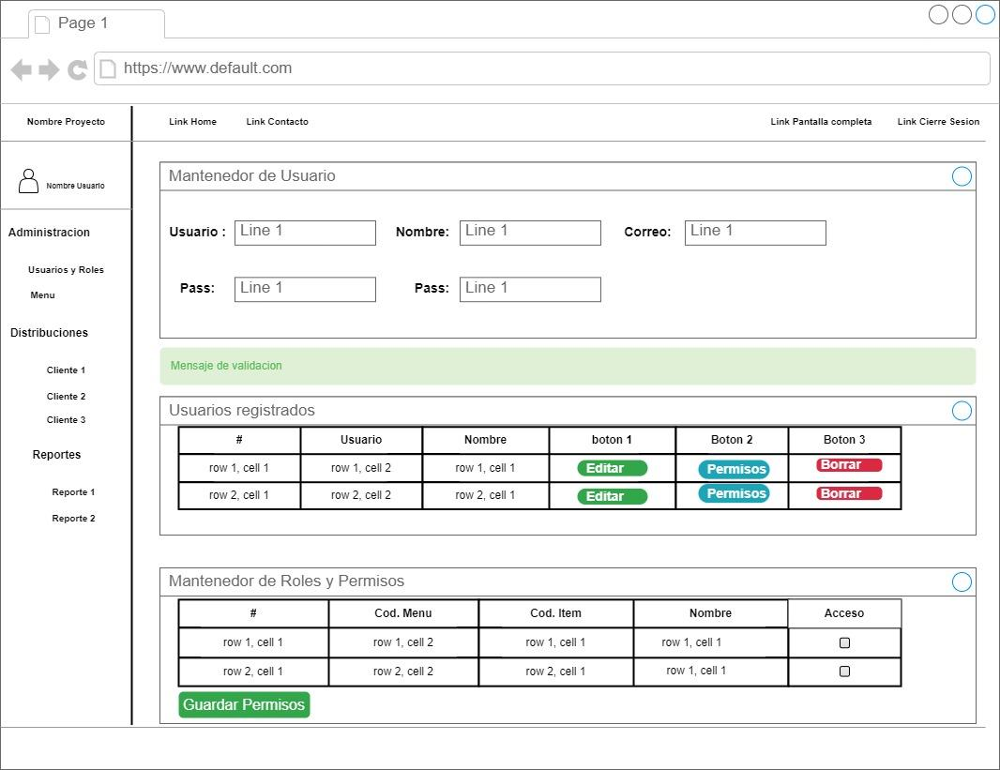 Page 1
https://www.default.com
Nombre Proyecto
Link Home
Link Contacto
Link Pantalla completa
Link Cierre Sesion
Nombre Usuario
Administracion
Usuarios y Roles
Menu
Distribuciones
Cliente 1
Cliente 2
Cliente 3
Reportes
Reporte 1
Reporte 2
Mantenedor de Usuario
Usuario : Line 1
Nombre: Line 1
Correo: Line 1
Pass: Line 1
Pass: Line 1
Mensaje de validacion
Usuarios registrados
# Usuario Nombre boton 1 Boton 2 Boton 3
row 1, cell 1 row 1, cell 2 row 1, cell 1 Editar Permisos Borrar
row 2, cell 1 row 2, cell 2 row 2, cell 1 Editar Permisos Borrar
Mantenedor de Roles y Permisos
# Cod. Menu Cod. Item Nombre Acceso
row 1, cell 1 row 1, cell 2 row 1, cell 1 row 1, cell 1
row 2, cell 1 row 2, cell 2 row 2, cell 1 row 1, cell 1
Guardar Permisos